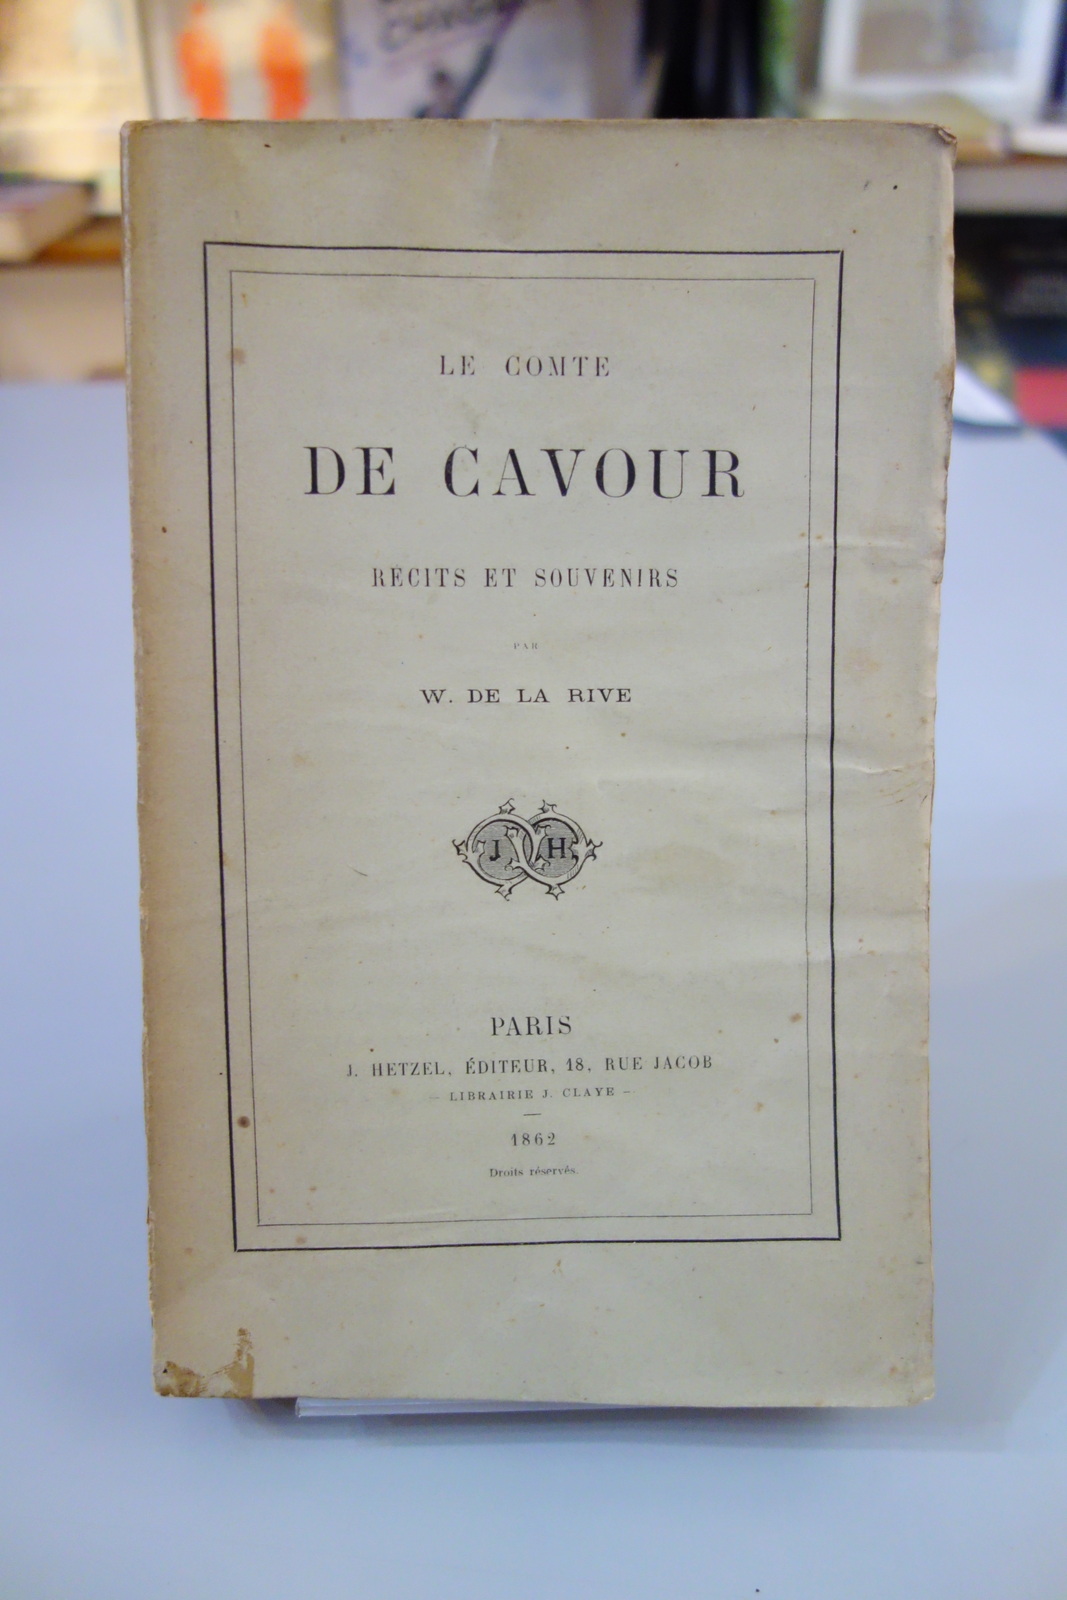 LE COMTE
DE CAVOUR
RÉCITS ET SOUVENIRS
PAR
W. DE LA RIVE
J H
PARIS
J. HETZEL, ÉDITEUR, 18, RUE JACOB
– LIBRAIRIE J. CLAYE –
1862
Droits réservés.